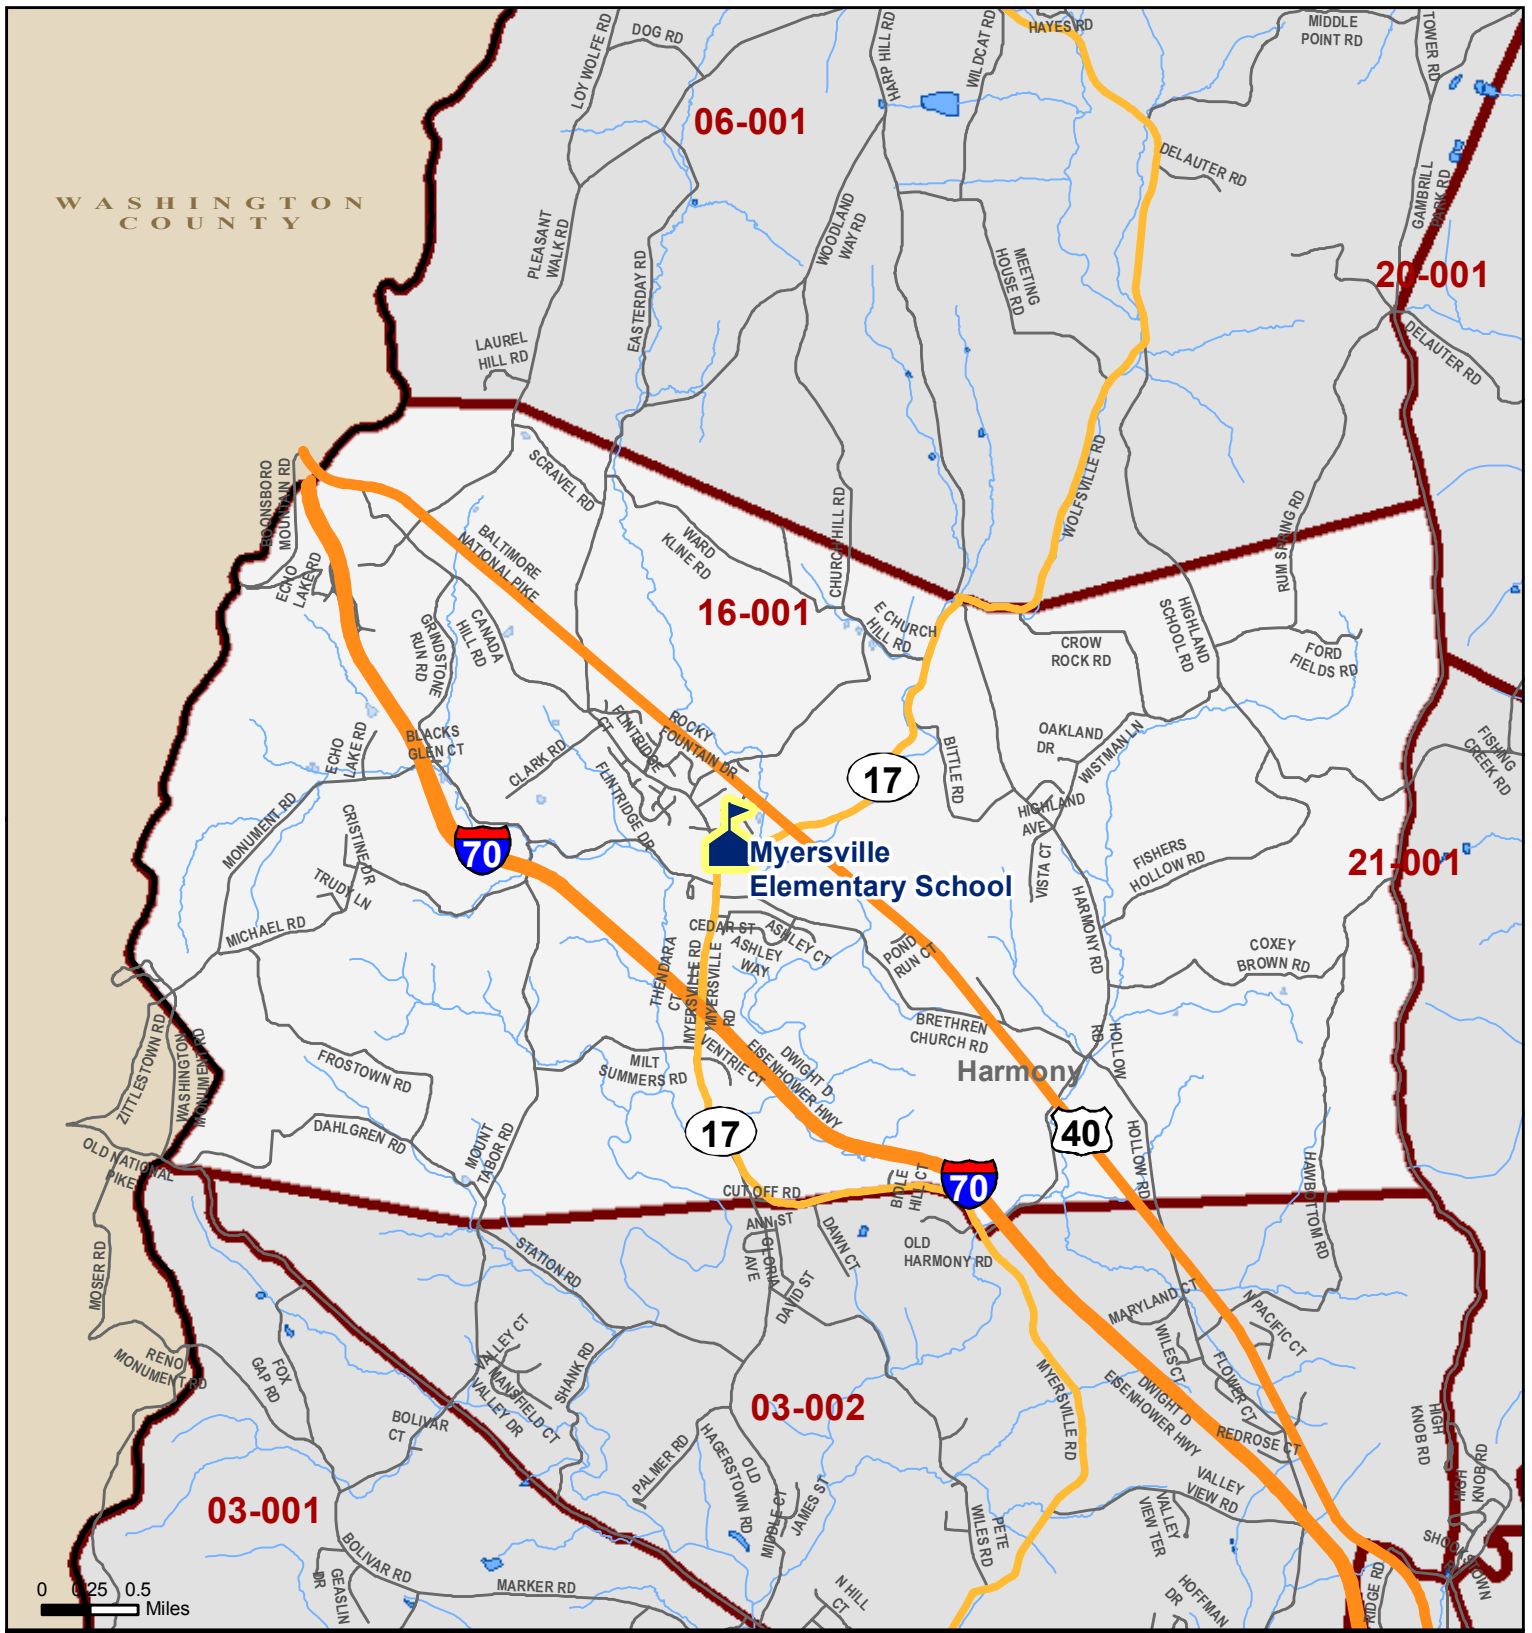 HAYES RD
MIDDLE
POINT RD
TOWER RD
DOG RD
LOY WOLFE RD
HARP HILL RD
WILDCAT RD
06-001
DELAUTER RD
WASHINGTON
COUNTY
GAMBRILL
PARK RD
PLEASANT
WALK RD
WOODLAND
WAY RD
MEETING
HOUSE RD
EASTERDAY RD
20-001
LAUREL
HILL RD
DELAUTER RD
SCRAVEL RD
WOLFSVILLE RD
BOONSBORO
MOUNTAIN RD
RUM SPRING RD
CHURCH HILL RD
WARD
KLINE RD
BALTIMORE
NATIONAL PIKE
ECHO
LAKE RD
16-001
E CHURCH
HILL RD
HIGHLAND
SCHOOL RD
CANADA
HILL RD
GRINDSTONE
RUN RD
CROW
ROCK RD
FORD
FIELDS RD
FLINTRIDGE
CT
ROCKY
FOUNTAIN DR
ECHO
LAKE RD
BLACKS
GLEN CT
CLARK RD
OAKLAND
DR
WISTMAN LN
BITTLE RD
17
FISHING
CREEK RD
MONUMENT RD
FLINTRIDGE DR
HIGHLAND
AVE
CRISTINE DR
70
Myersville
Elementary School
FISHERS
HOLLOW RD
VISTA CT
21-001
TRUDY LN
MICHAEL RD
CEDAR ST
ASHLEY
WAY
ASHLEY CT
POND
RUN CT
HARMONY RD
COXEY
BROWN RD
THENDARA
CT
MYERSVILLE RD
MYERSVILLE
RD
ZITTLESTOWN RD
WASHINGTON
MONUMENT RD
BRETHREN
CHURCH RD
HOLLOW
RD
FROSTOWN RD
MILT
SUMMERS RD
VENTRIE CT
DWIGHT D
EISENHOWER HWY
Harmony
DAHLGREN RD
MOUNT
TABOR RD
17
40
HOLLOW RD
HAWBOTTOM RD
OLD NATIONAL
PIKE
CUT OFF RD
BIDLE
HILL CT
70
ANN ST
GLORIA
AVE
DAWN CT
OLD
HARMONY RD
MOSER RD
STATION RD
DAVID ST
MARYLAND CT
N PACIFIC CT
RENO
MONUMENT RD
FOX
GAP RD
VALLEY CT
MANSFIELD CT
VALLEY DR
SHANK RD
WILES CT
FLOWER CT
MYERSVILLE RD
DWIGHT D
EISENHOWER HWY
03-002
BOLIVAR
CT
REDROSE CT
HIGH
KNOB RD
PALMER RD
OLD
HAGERSTOWN RD
VALLEY
VIEW RD
HIGH
KNOB RD
03-001
MIDDLE CT
JAMES ST
PETE
WILES RD
VALLEY
VIEW TER
SHOOKSTOWN
BOLIVAR RD
GEASLIN
DR
MARKER RD
N HILL
CT
HOFFMAN
DR
RIDGE RD
0 0.25 0.5
Miles